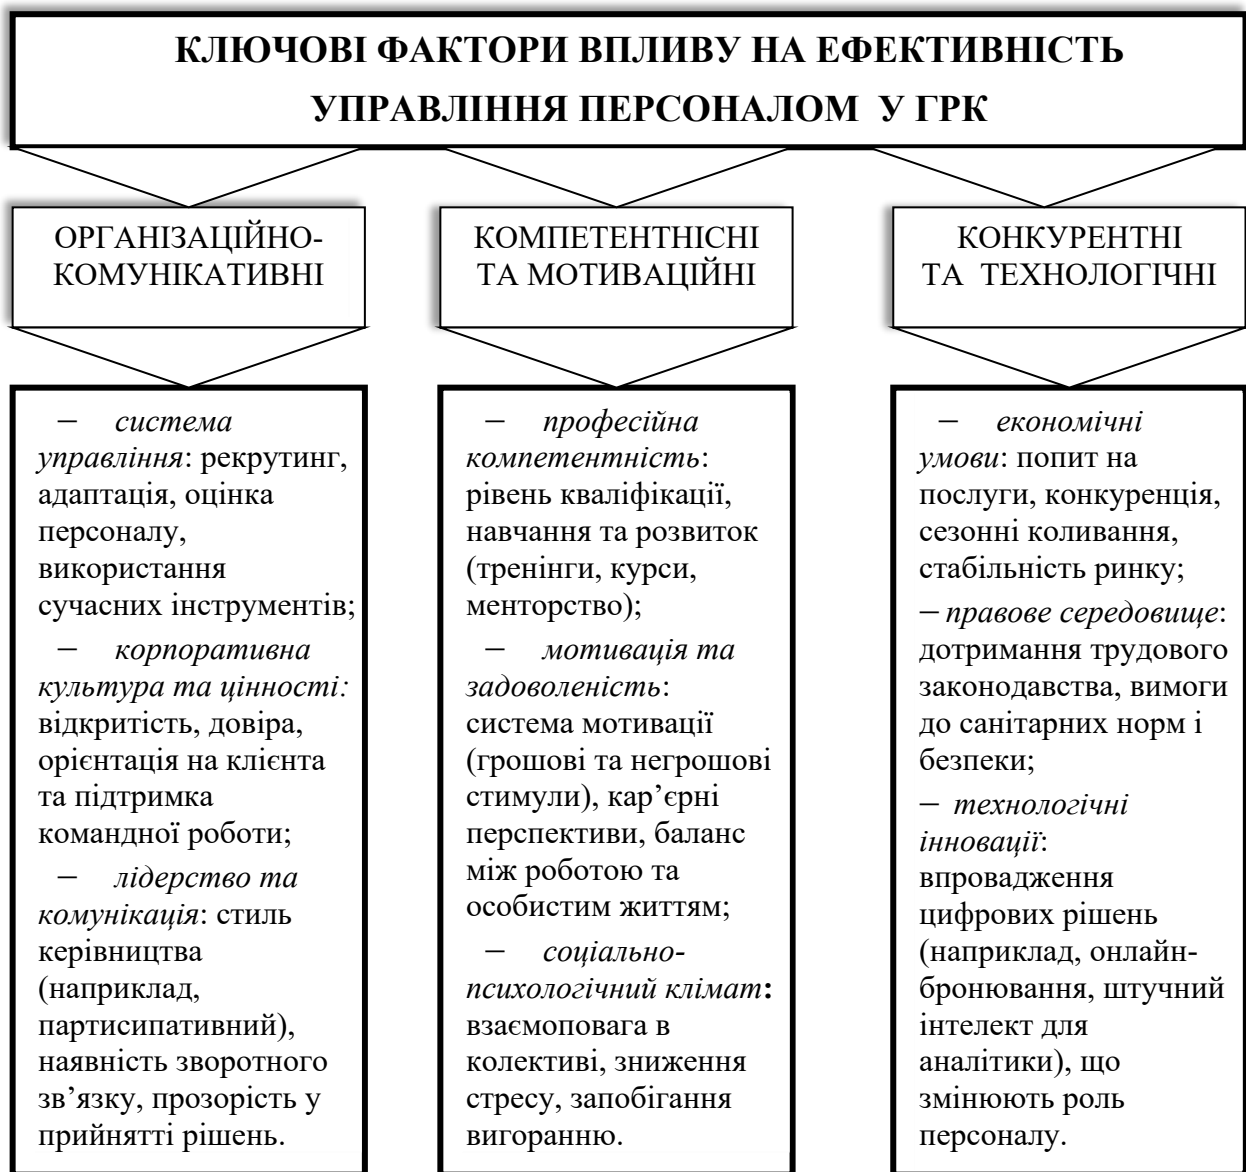 КЛЮЧОВІ ФАКТОРИ ВПЛИВУ НА ЕФЕКТИВНІСТЬ
УПРАВЛІННЯ ПЕРСОНАЛОМ У ГРК
ОРГАНІЗАЦІЙНО-
КОМУНІКАТИВНІ
– система
управління: рекрутинг,
адаптація, оцінка
персоналу,
використання
сучасних інструментів;
– корпоративна
культура та цінності:
відкритість, довіра,
орієнтація на клієнта
та підтримка
командної роботи;
– лідерство та
комунікація: стиль
керівництва
(наприклад,
партисипативний),
наявність зворотного
зв’язку, прозорість у
прийнятті рішень.
КОМПЕТЕНТНІСНІ
ТА МОТИВАЦІЙНІ
– професійна
компетентність:
рівень кваліфікації,
навчання та розвиток
(тренінги, курси,
менторство);
– мотивація та
задоволеність:
система мотивації
(грошові та негрошові
стимули), кар’єрні
перспективи, баланс
між роботою та
особистим життям;
– соціально-
психологічний клімат:
взаємоповага в
колективі, зниження
стресу, запобігання
вигоранню.
КОНКУРЕНТНІ
ТА ТЕХНОЛОГІЧНІ
– економічні
умови: попит на
послуги, конкуренція,
сезонні коливання,
стабільність ринку;
– правове середовище:
дотримання трудового
законодавства, вимоги
до санітарних норм і
безпеки;
– технологічні
інновації:
впровадження
цифрових рішень
(наприклад, онлайн-
бронювання, штучний
інтелект для
аналітики), що
змінюють роль
персоналу.